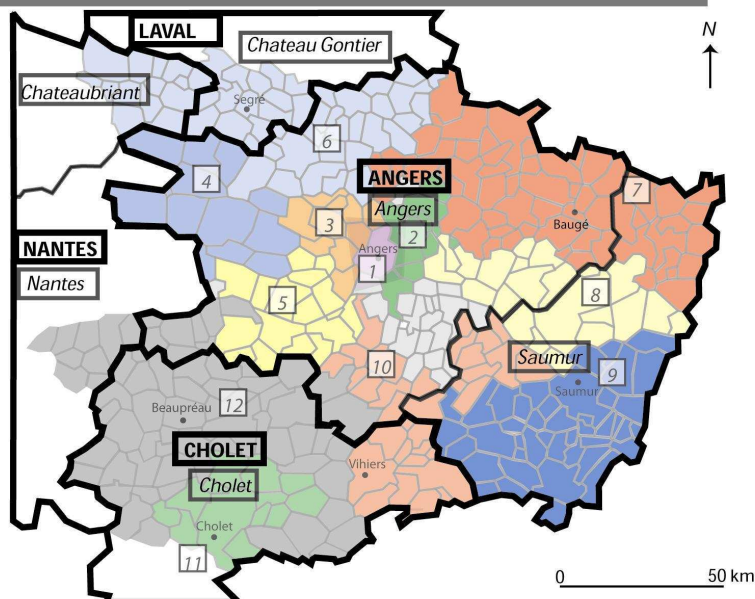 LAVAL
Chateau Gontier
N
Chateaubriant
Segré
6
4
ANGERS
7
Angers
3
Baugé
2
NANTES
Angers
1
Nantes
5
8
Saumur
10
9
Saumur
12
Beaupréau
CHOLET
Vihiers
Cholet
Cholet
11
0
50 km